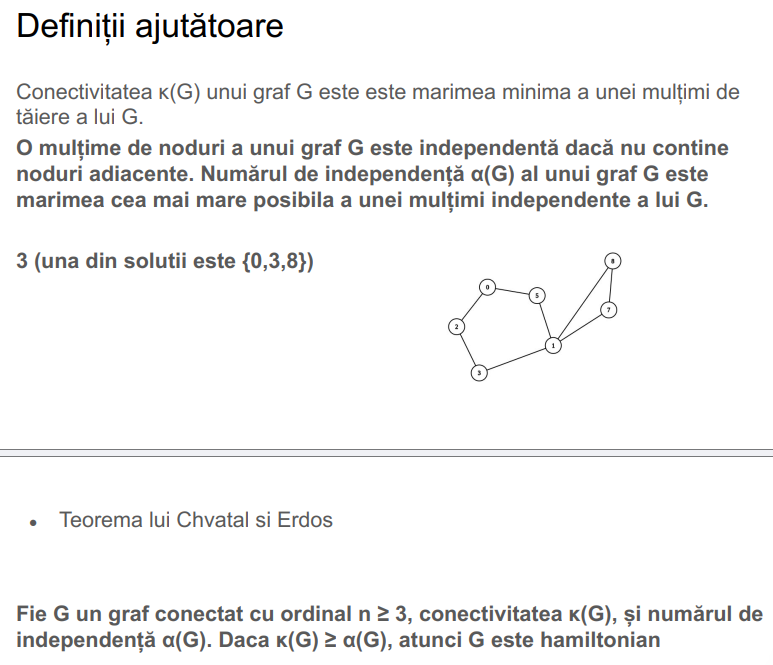 Definiții ajutătoare
Conectivitatea κ(G) unui graf G este este marimea minima a unei mulțimi de
tăiere a lui G.
O mulțime de noduri a unui graf G este independentă dacă nu contine
noduri adiacente. Numărul de independență α(G) al unui graf G este
marimea cea mai mare posibila a unei mulțimi independente a lui G.
3 (una din solutii este {0,3,8})
8
0
5
7
2
1
3
• Teorema lui Chvatal si Erdos
Fie G un graf conectat cu ordinal n ≥ 3, conectivitatea κ(G), și numărul de
independență α(G). Daca κ(G) ≥ α(G), atunci G este hamiltonian